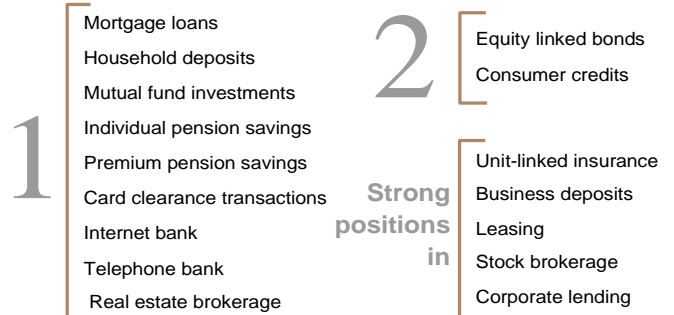 1
Mortgage loans
Household deposits
Mutual fund investments
Individual pension savings
Premium pension savings
Card clearance transactions
Internet bank
Telephone bank
Real estate brokerage
2
Equity linked bonds
Consumer credits
Strong
positions
in
Unit-linked insurance
Business deposits
Leasing
Stock brokerage
Corporate lending